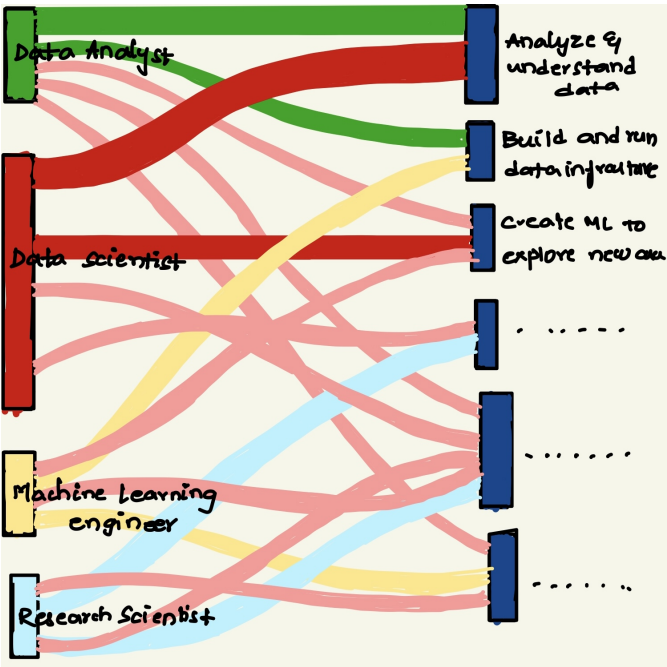 Data Analyst
Data Scientist
Machine Learning
engineer
Research Scientist
Analyze &
understand
data
Build and run
data
Create ML to
explore new